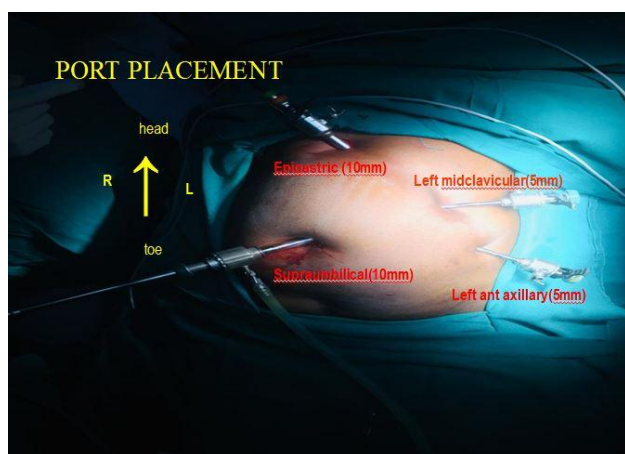 PORT PLACEMENT
head
Epigastric (10mm)
Left midclavicular(5mm)
R
L
toe
Supraumbilical(10mm)
Left ant axillary(5mm)